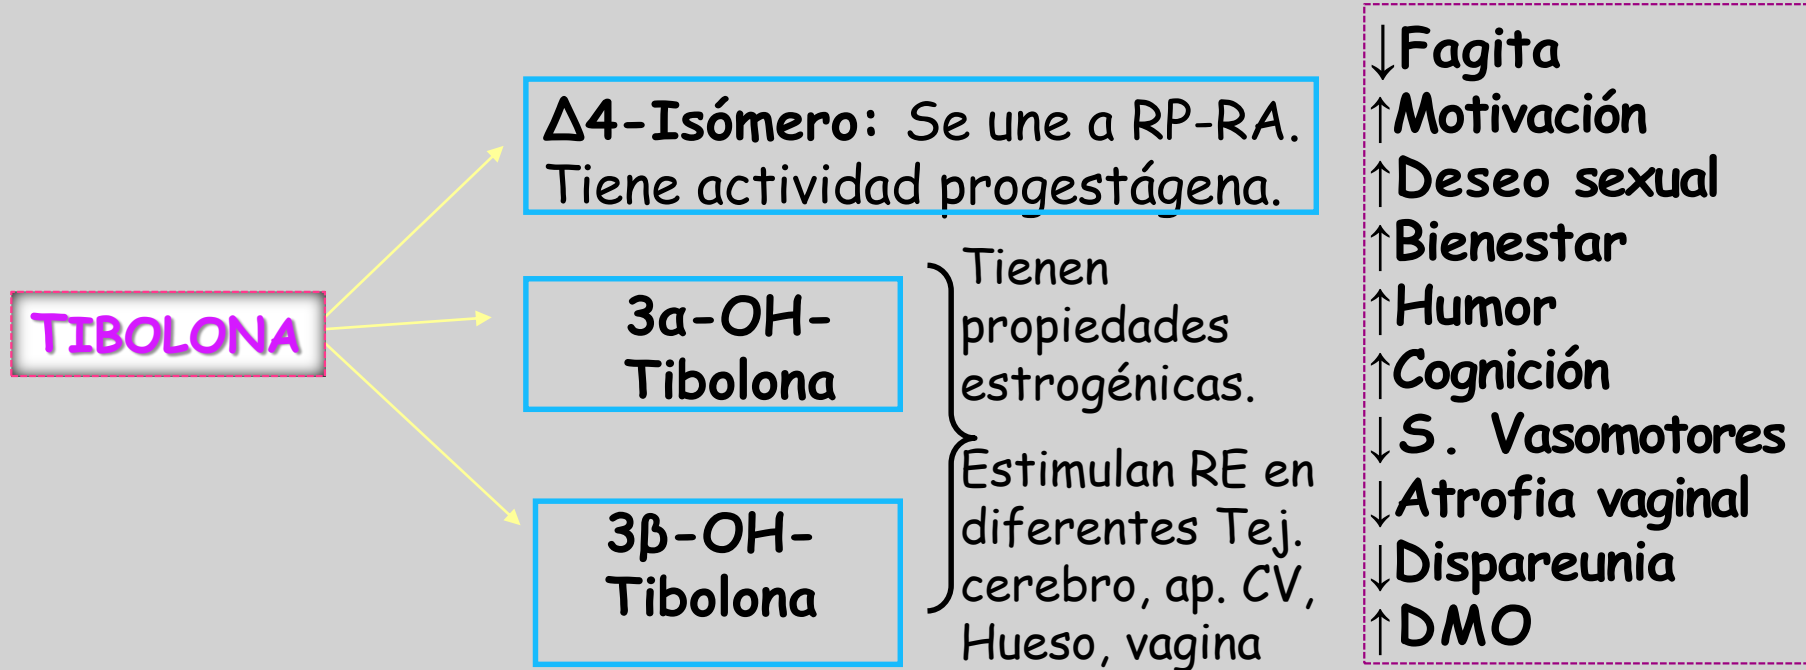 TIBOLONA
Δ4-Isómero: Se une a RP-RA.
Tiene actividad progestágena.
3α-OH-
Tibolona
3β-OH-
Tibolona
Tienen
propiedades
estrogénicas.
Estimulan RE en
diferentes Tej.
cerebro, ap. CV,
Hueso, vagina
↓Fagita
↑Motivación
↑Deseo sexual
↑Bienestar
↑Humor
↑Cognición
↓S. Vasomotores
↓Atrofia vaginal
↓Dispareunia
↑DMO